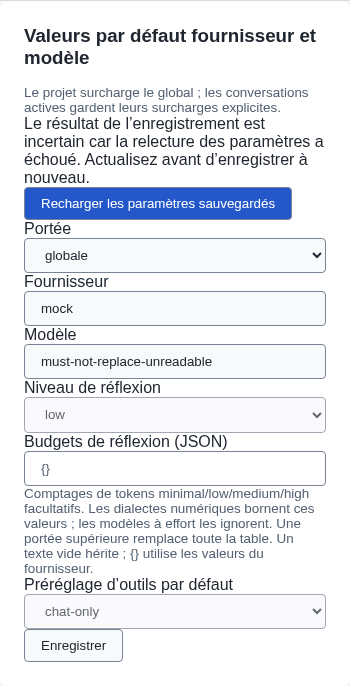 Valeurs par défaut fournisseur et
modèle
Le projet surcharge le global ; les conversations
actives gardent leurs surcharges explicites.
Le résultat de l’enregistrement est
incertain car la relecture des paramètres a
échoué. Actualisez avant d’enregistrer à
nouveau.
Recharger les paramètres sauvegardés
Portée
globale
Fournisseur
mock
Modèle
must-not-replace-unreadable
Niveau de réflexion
low
Budgets de réflexion (JSON)
{}
Comptages de tokens minimal/low/medium/high
facultatifs. Les dialectes numériques bornent ces
valeurs ; les modèles à effort les ignorent. Une
portée supérieure remplace toute la table. Un
texte vide hérite ; {} utilise les valeurs du
fournisseur.
Préréglage d’outils par défaut
chat-only
Enregistrer